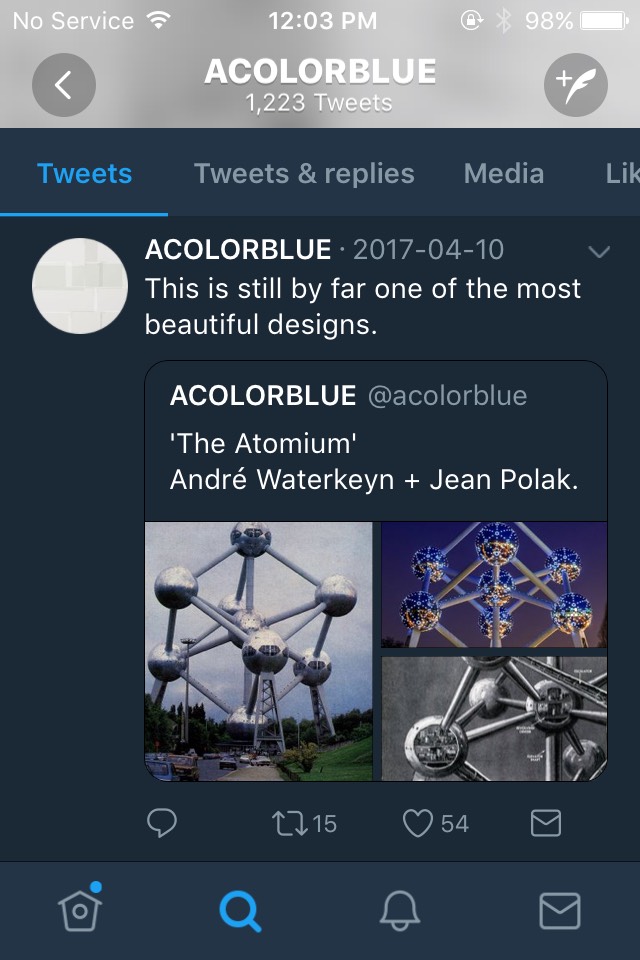 No Service 12:03 PM 98%
ACOLORBLUE
1,223 Tweets
Tweets Tweets & replies Media Lik
ACOLORBLUE · 2017-04-10
This is still by far one of the most
beautiful designs.
ACOLORBLUE @acolorblue
'The Atomium'
André Waterkeyn + Jean Polak.
15 54